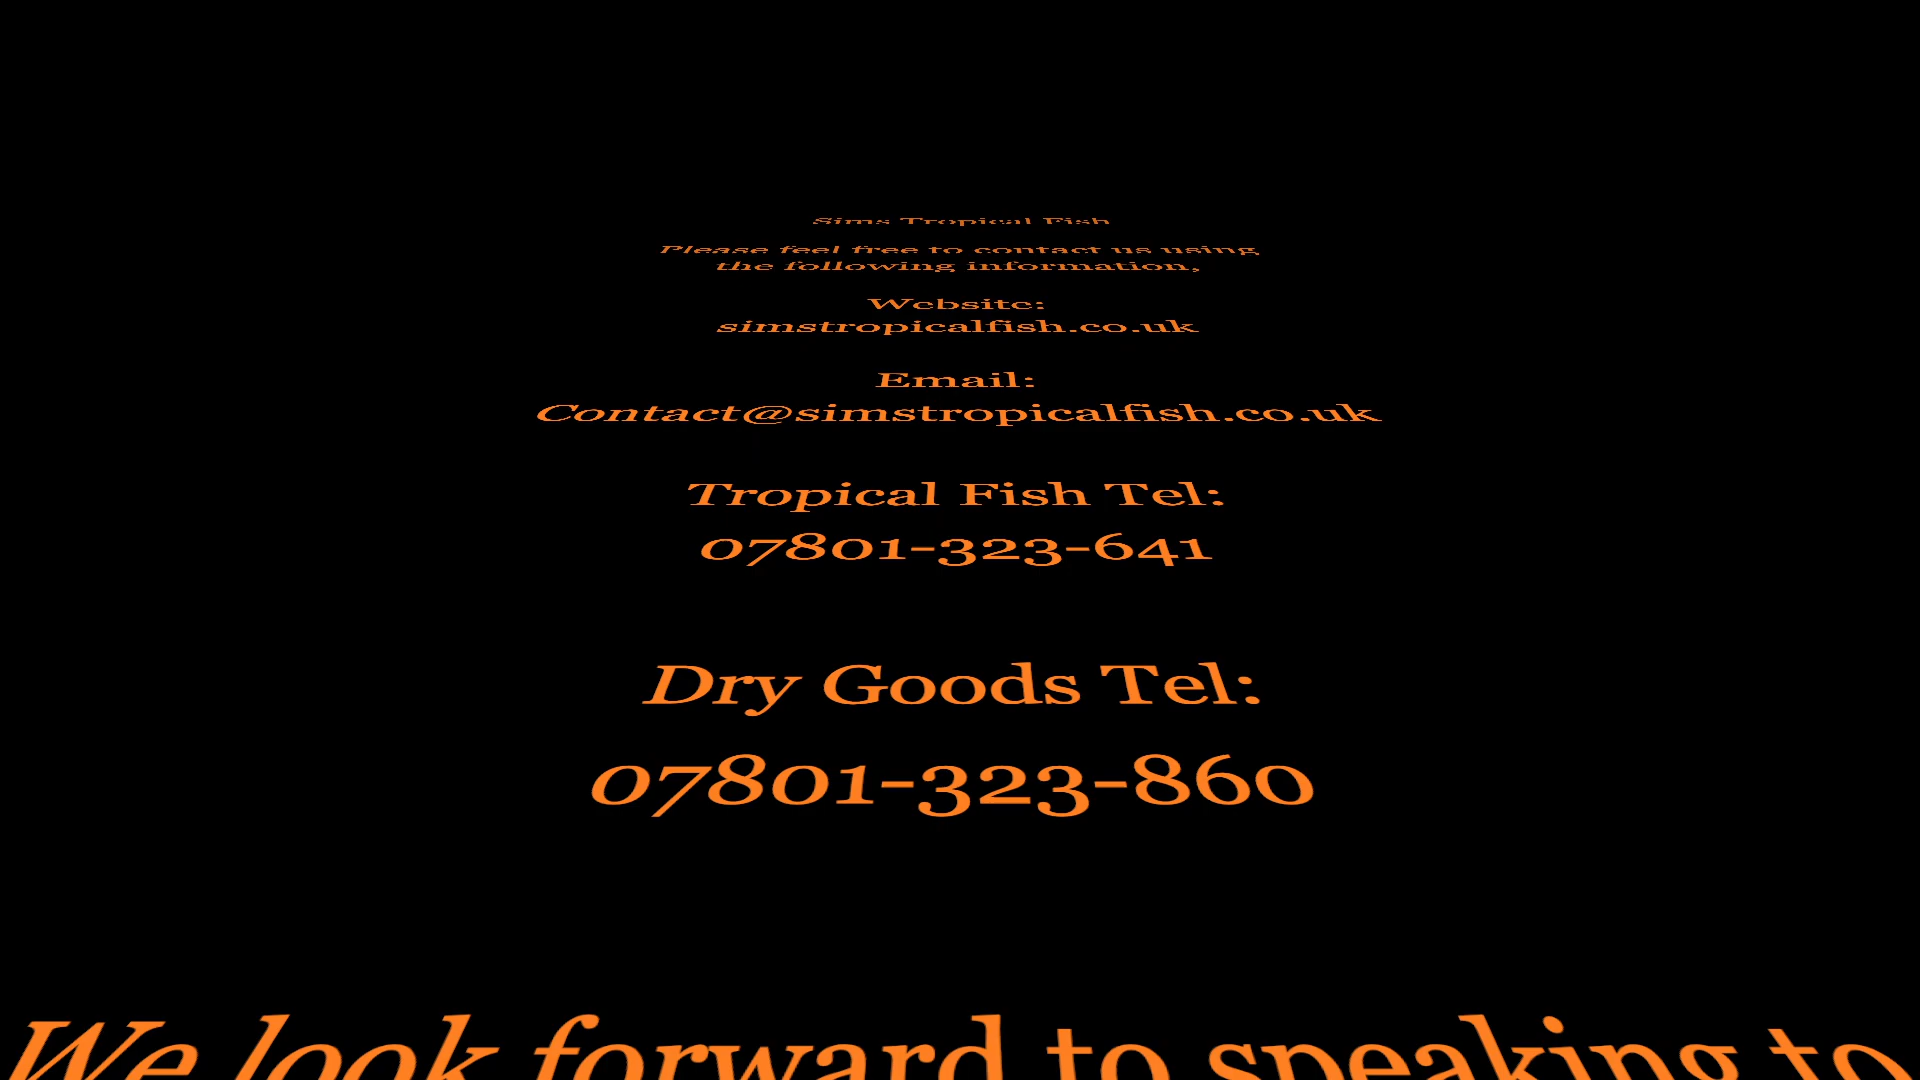 Sims Tropical Fish
Please feel free to contact us using
the following information,
Website:
simstropicalfish.co.uk
Email:
Contact@simstropicalfish.co.uk
Tropical Fish Tel:
07801-323-641
Dry Goods Tel:
07801-323-860
We look forward to speaking to